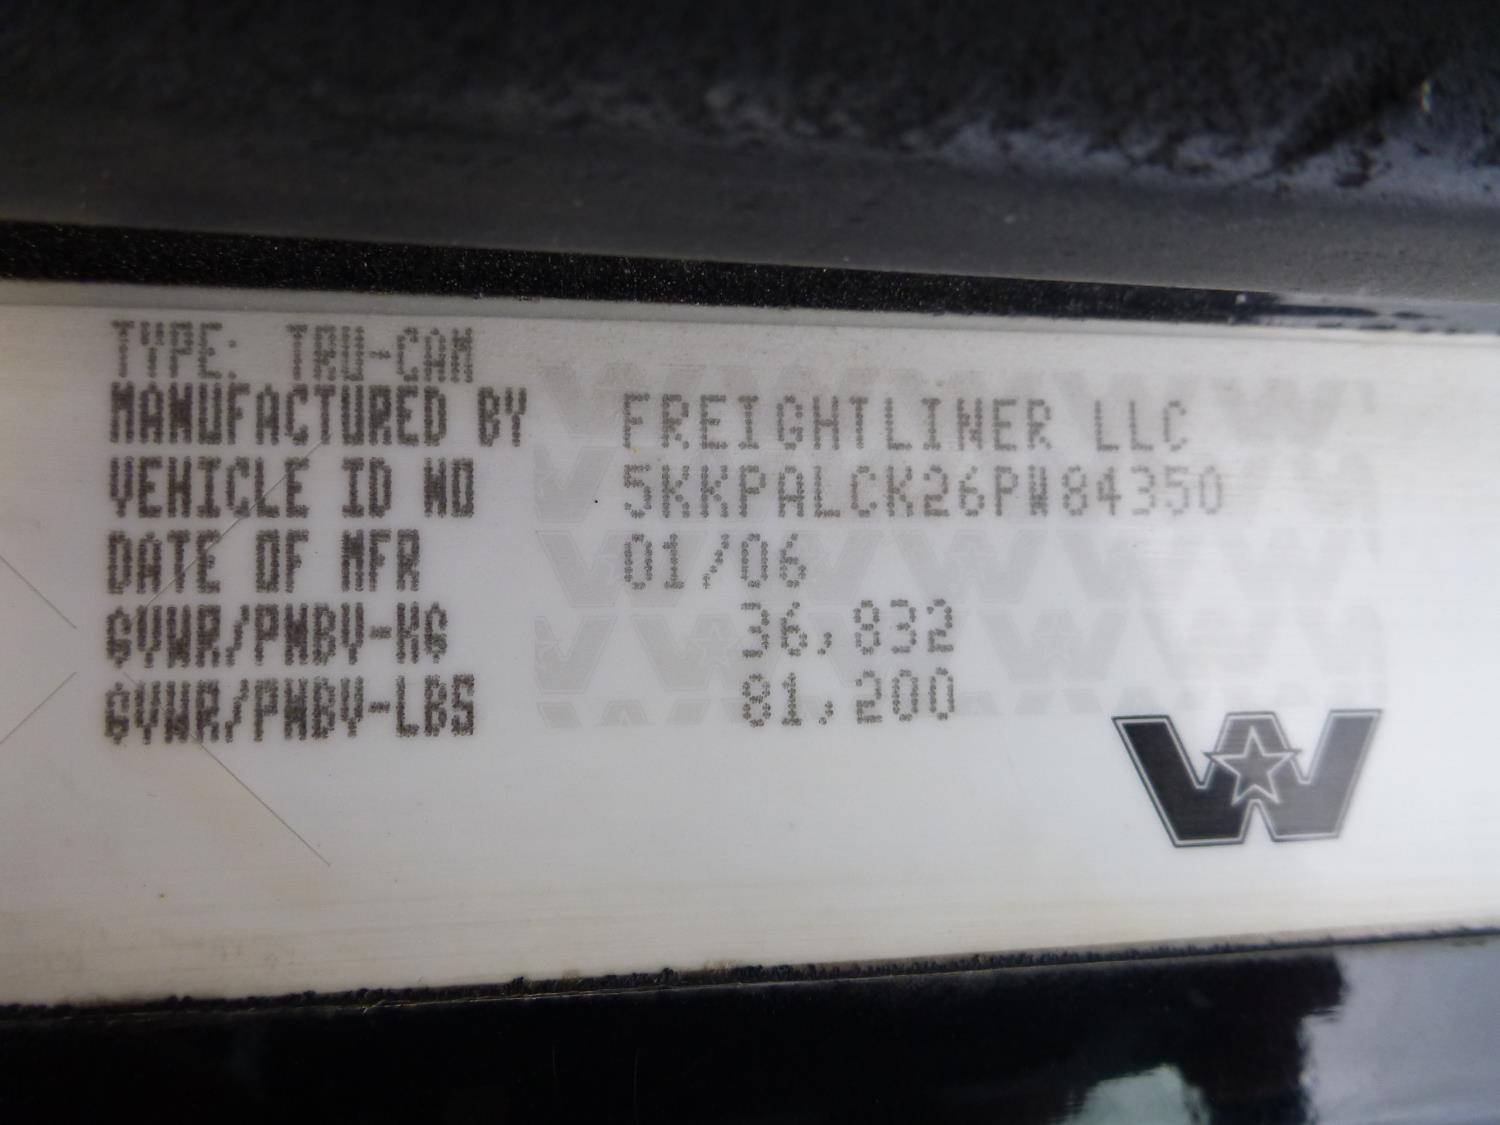 TYPE: TRU-CAM
MANUFACTURED BY FREIGHTLINER LLC
VEHICLE ID NO 5KKPALCK26PW84350
DATE OF MFR 01/06
GVWR/PNBV-KG 36,832
GVWR/PNBV-LBS 81,200